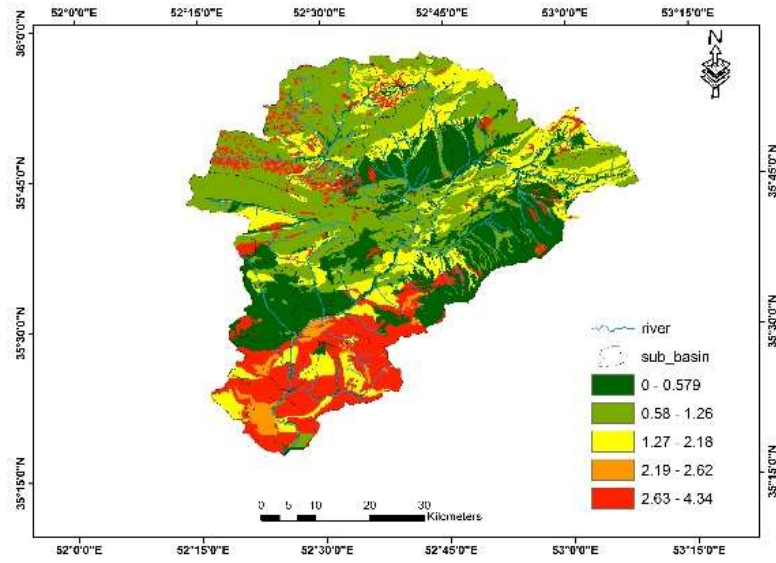 52°0'0"E 52°15'0"E 52°30'0"E 52°45'0"E 53°0'0"E 53°15'0"E
36°0'0"N
N
35°45'0"N 35°45'0"N
35°30'0"N 35°30'0"N
35°15'0"N 35°15'0"N
river
sub_basin
0 - 0.579
0.58 - 1.26
1.27 - 2.18
2.19 - 2.62
2.63 - 4.34
0 5 10 20 30
Kilometers
52°0'0"E 52°15'0"E 52°30'0"E 52°45'0"E 53°0'0"E 53°15'0"E